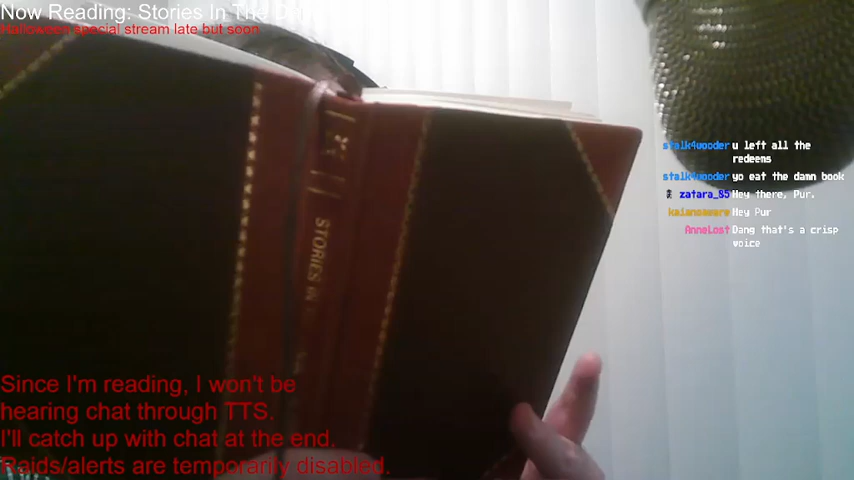 Now Reading: Stories In The
Halloween special stream late but soon
STORIES IN
stalk4wooder u left all the
redeems
stalk4wooder yo eat the damn book
zatara_85 Hey there, Pur.
Hey Pur
AnneLost Dang that's a crisp
voice
Since I'm reading, I won't be
hearing chat through TTS.
I'll catch up with chat at the end.
Raids/alerts are temporarily disabled.